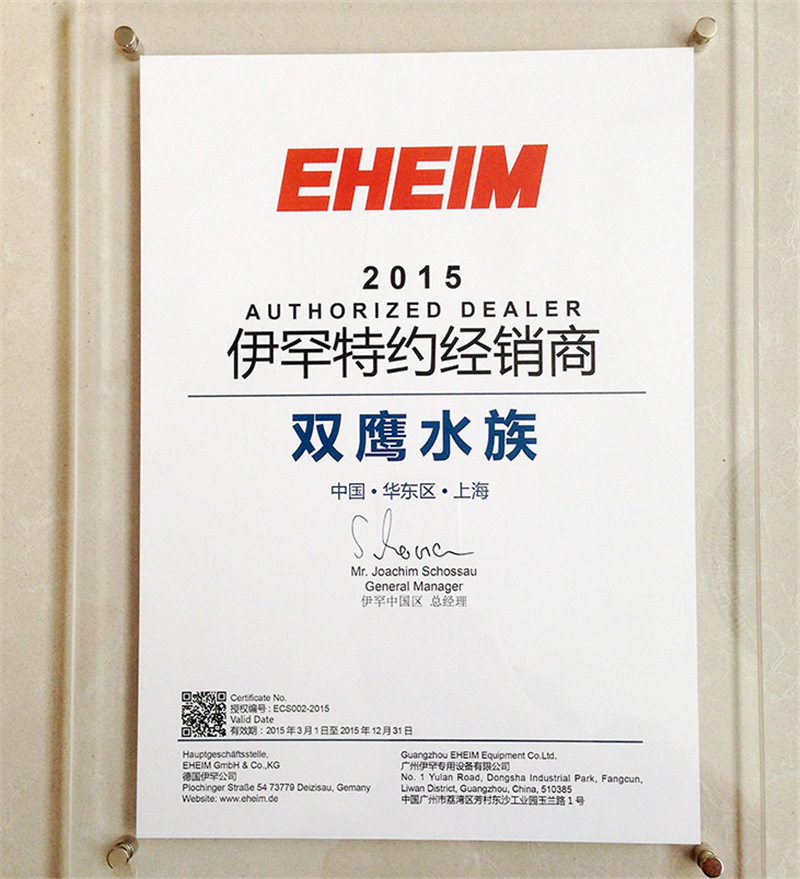 EHEIM
2015
AUTHORIZED DEALER
伊罕特约经销商
双鹰水族
中国·华东区·上海
Mr. Joachim Schossau
General Manager
伊罕中国区 总经理
Certificate No.
授权编号：ECS002-2015
Valid Date
有效期：2015年3月1日至2015年12月31日
Hauptgeschäftsstelle,
EHEIM GmbH & Co.,KG
德国伊罕公司
Plochinger Straße 54 73779 Deizisau, Gemany
Website: www.eheim.de
Guangzhou EHEIM Equipment Co.Ltd.
广州伊罕专用设备有限公司
No. 1 Yulan Road, Dongsha Industrial Park, Fangcun,
Liwan District, Guangzhou, China, 510385
中国广州市荔湾区芳村东沙工业园玉兰路1号